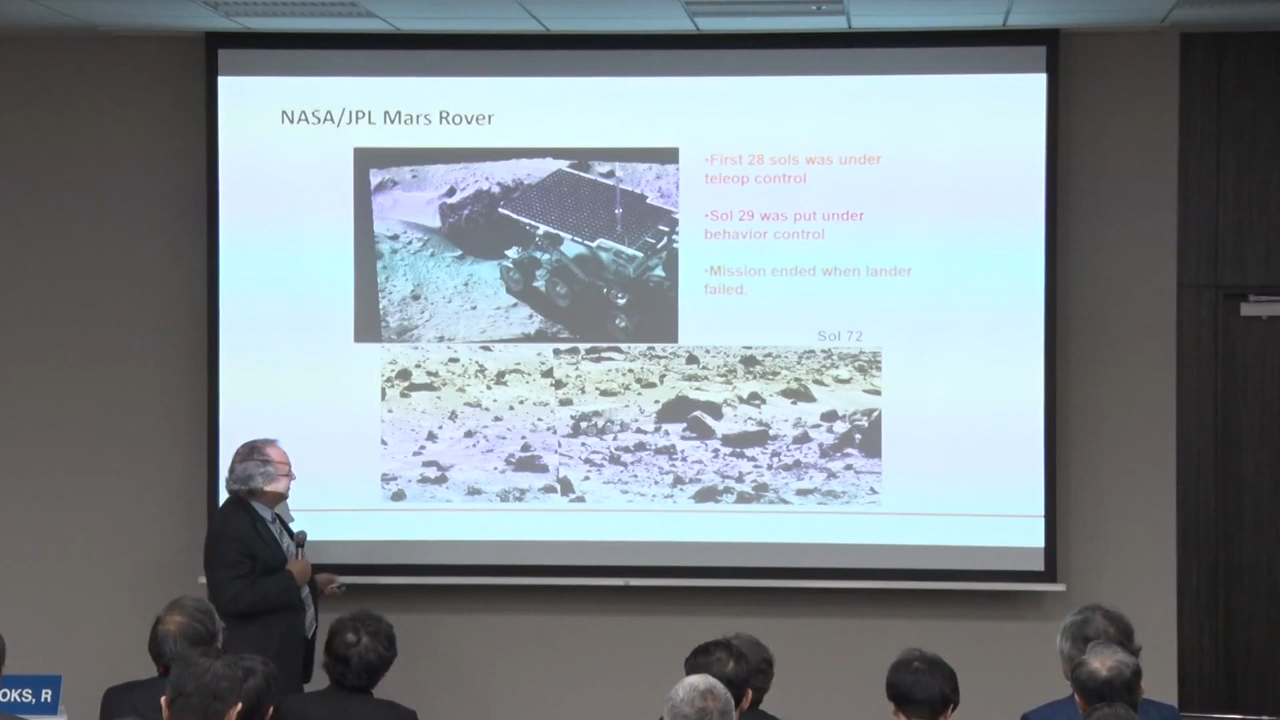 NASA/JPL Mars Rover
•First 28 sols was under
teleop control
•Sol 29 was put under
behavior control
•Mission ended when lander
failed.
Sol 72
OKS, R